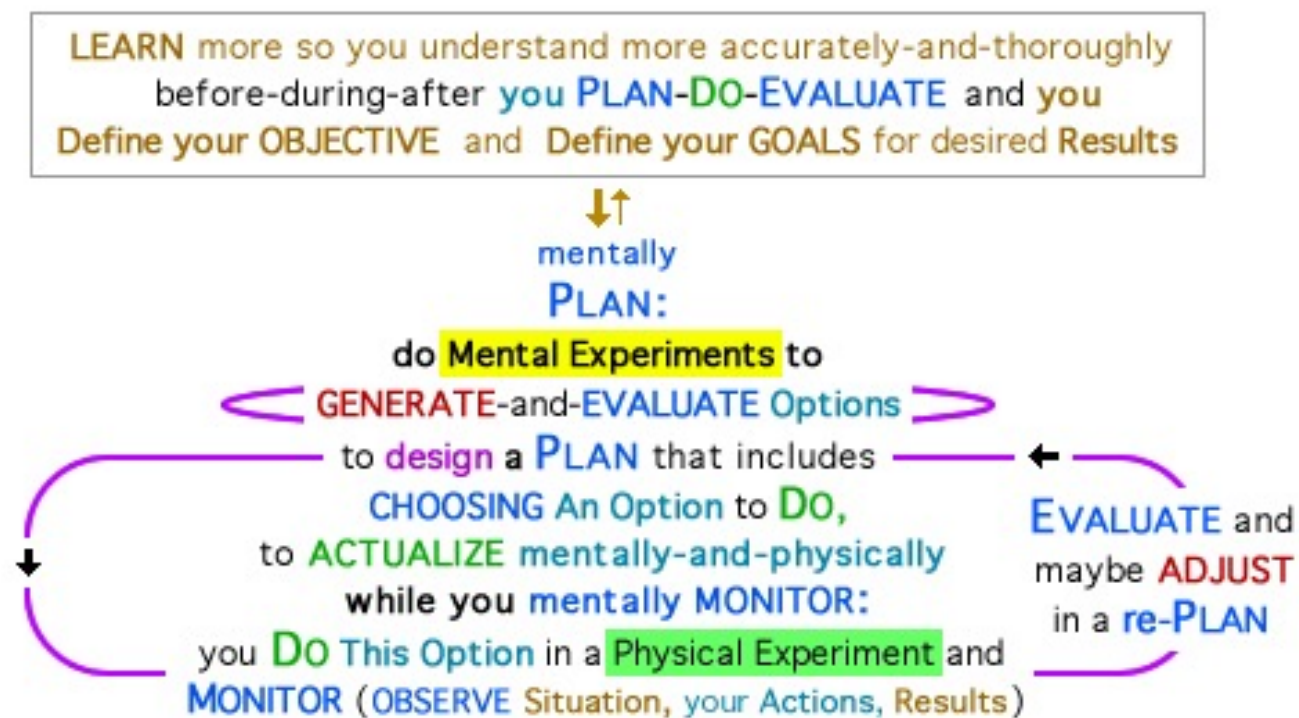 LEARN more so you understand more accurately-and-thoroughly
before-during-after you PLAN-DO-EVALUATE and you
Define your OBJECTIVE and Define your GOALS for desired Results
mentally
PLAN:
do Mental Experiments to
GENERATE-and-EVALUATE Options
to design a PLAN that includes
CHOOSING An Option to DO,
to ACTUALIZE mentally-and-physically
while you mentally MONITOR:
you DO This Option in a Physical Experiment and
MONITOR (OBSERVE Situation, your Actions, Results)
EVALUATE and
maybe ADJUST
in a re-PLAN